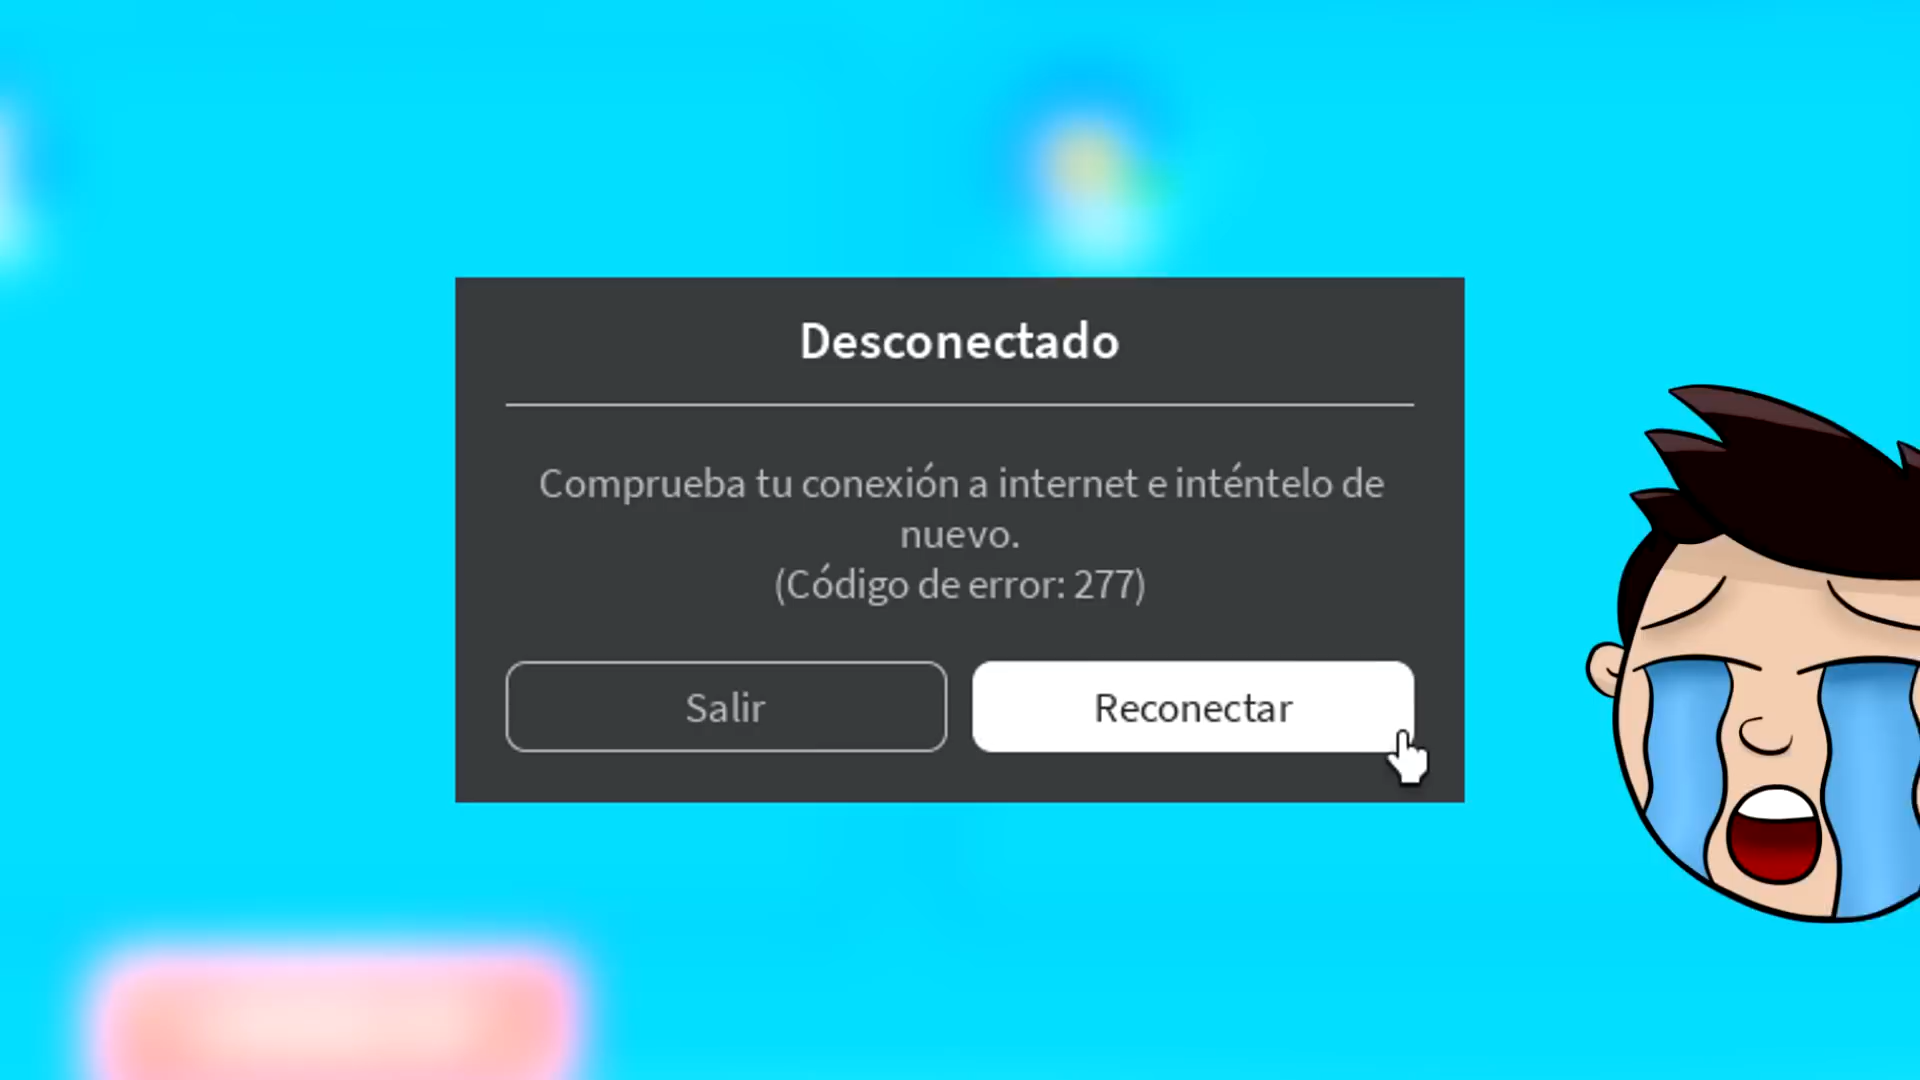 Desconectado
Comprueba tu conexión a internet e inténtelo de
nuevo.
(Código de error: 277)
Salir
Reconectar